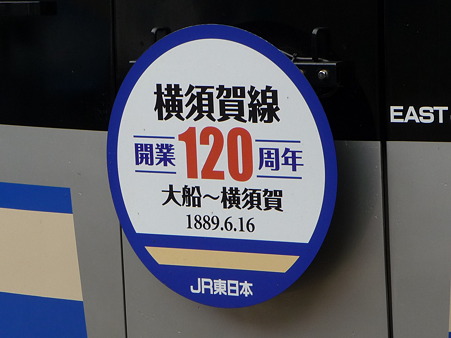 横須賀線
開業120周年
大船～横須賀
1889.6.16
JR東日本
EAST